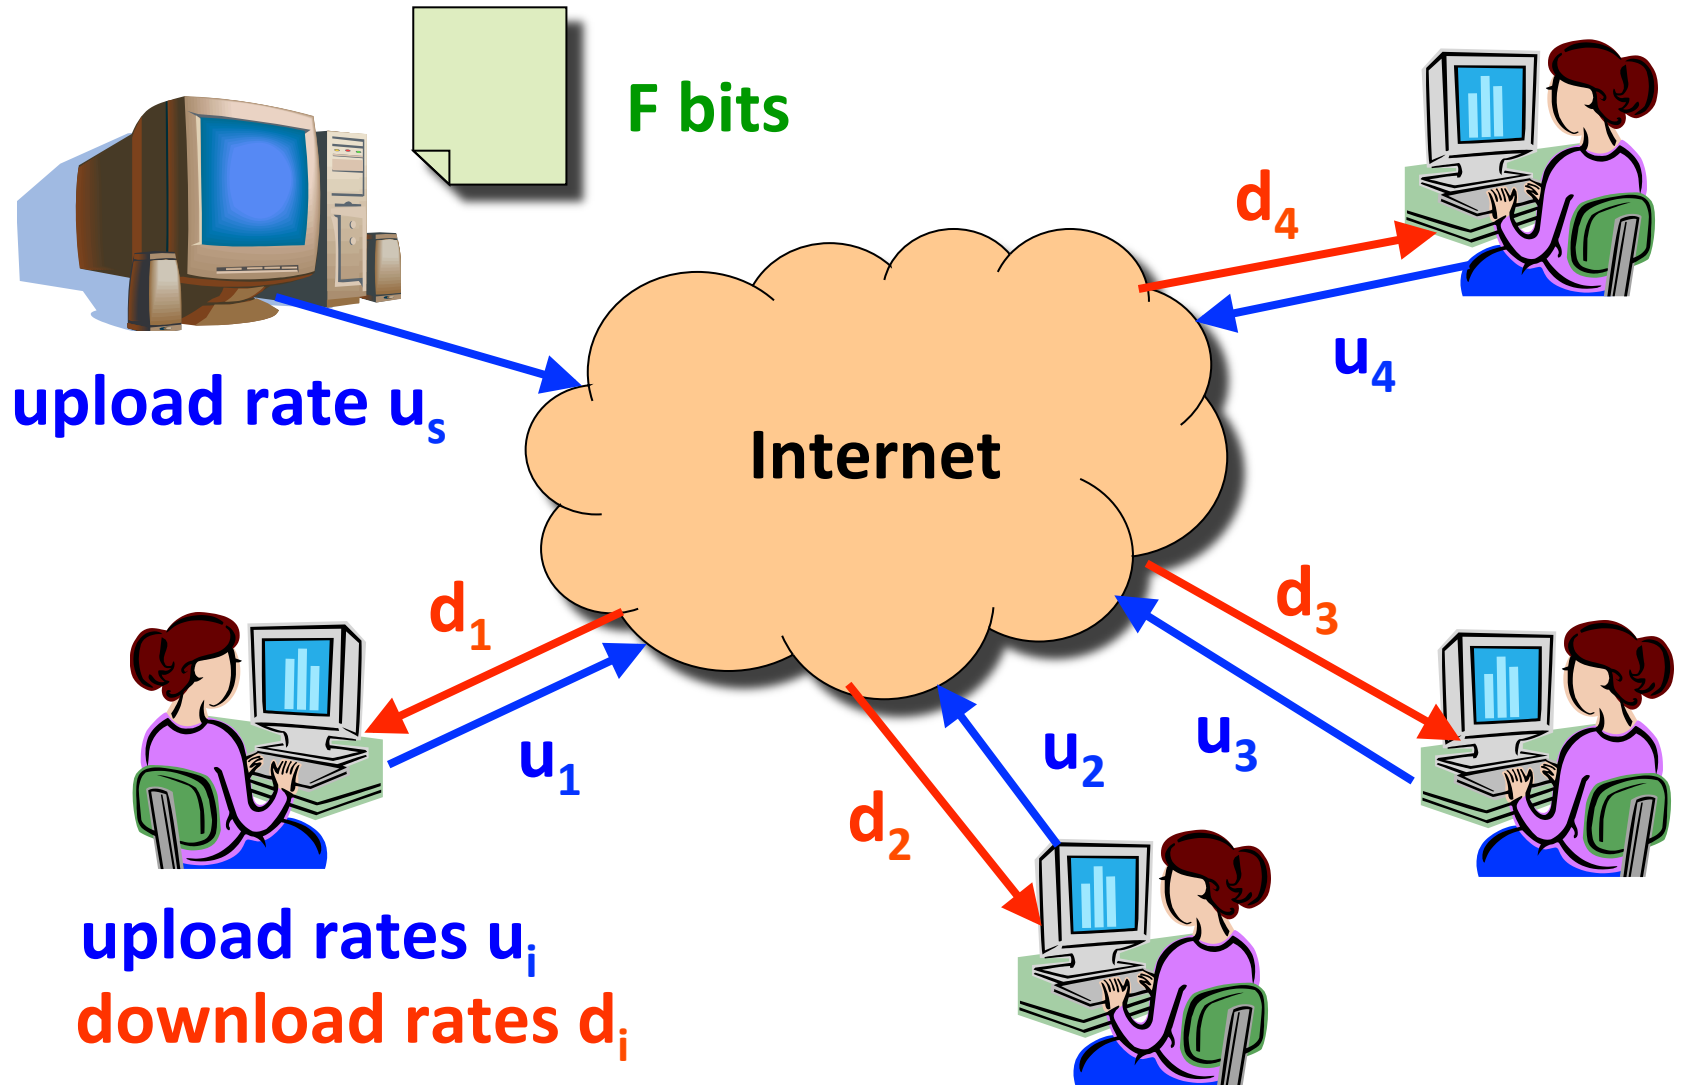 F bits
d4
upload rate us
u4
Internet
d1
d3
u1
u2
u3
d2
upload rates ui
download rates di